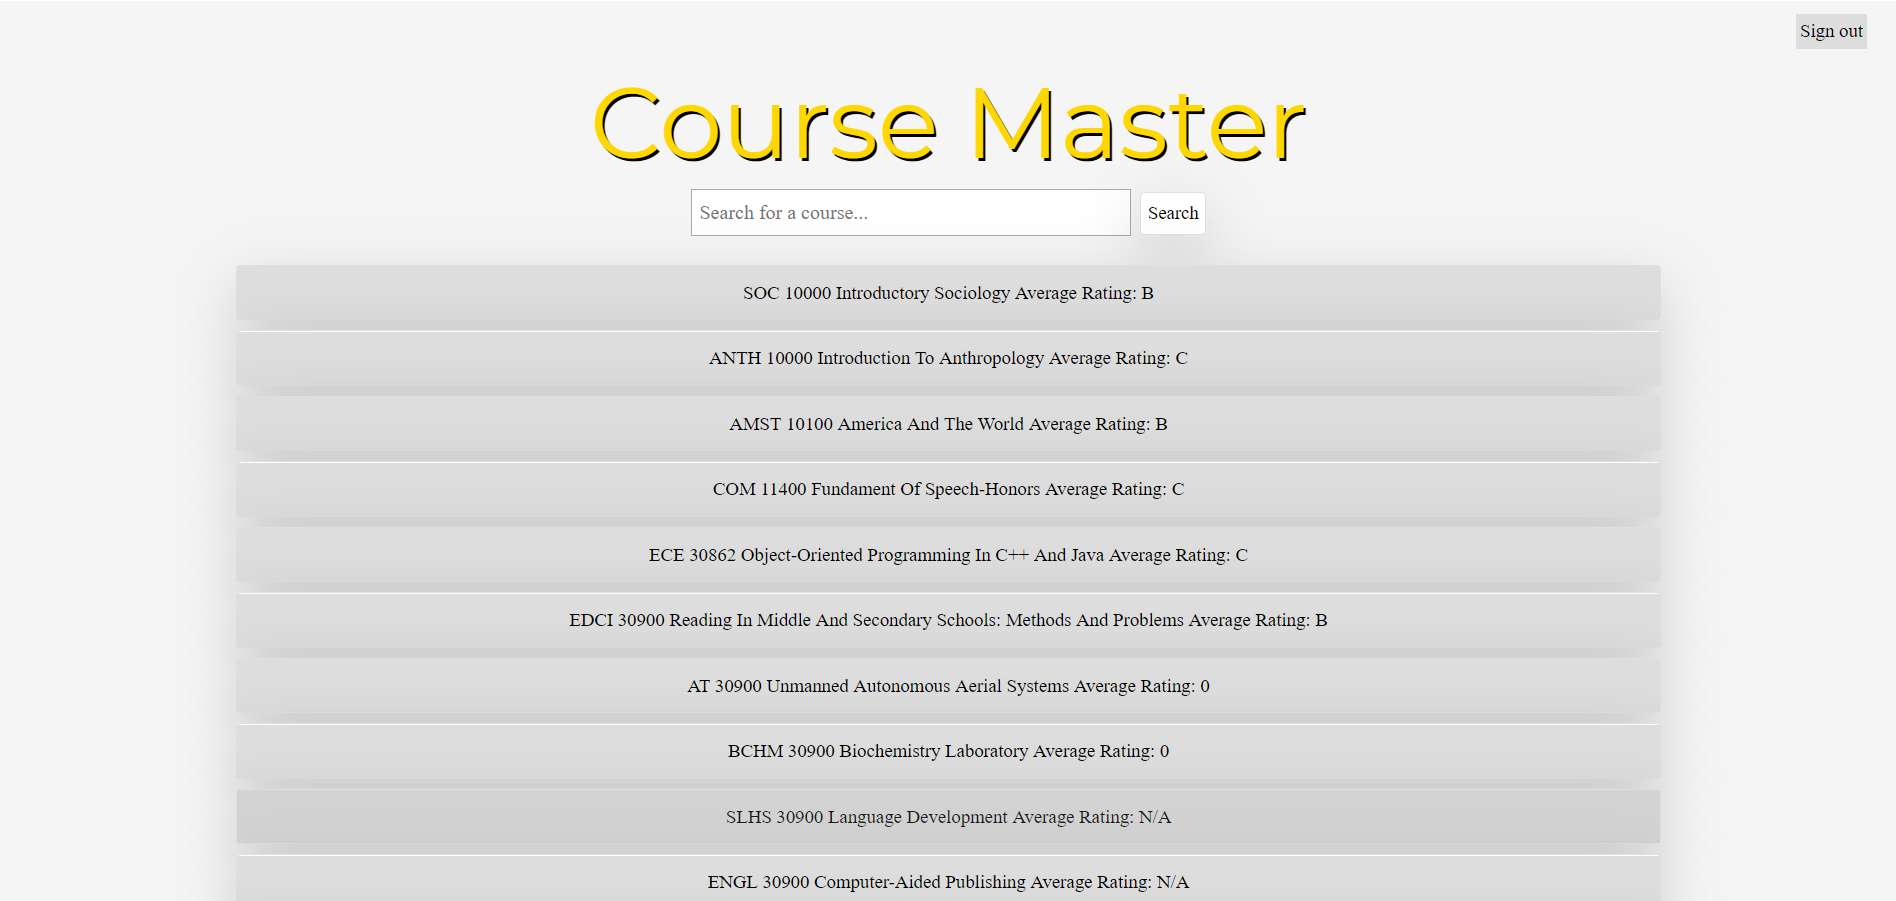 Sign out
Course Master
Search for a course...
Search
SOC 10000 Introductory Sociology Average Rating: B
ANTH 10000 Introduction To Anthropology Average Rating: C
AMST 10100 America And The World Average Rating: B
COM 11400 Fundament Of Speech-Honors Average Rating: C
ECE 30862 Object-Oriented Programming In C++ And Java Average Rating: C
EDCI 30900 Reading In Middle And Secondary Schools: Methods And Problems Average Rating: B
AT 30900 Unmanned Autonomous Aerial Systems Average Rating: 0
BCHM 30900 Biochemistry Laboratory Average Rating: 0
SLHS 30900 Language Development Average Rating: N/A
ENGL 30900 Computer-Aided Publishing Average Rating: N/A